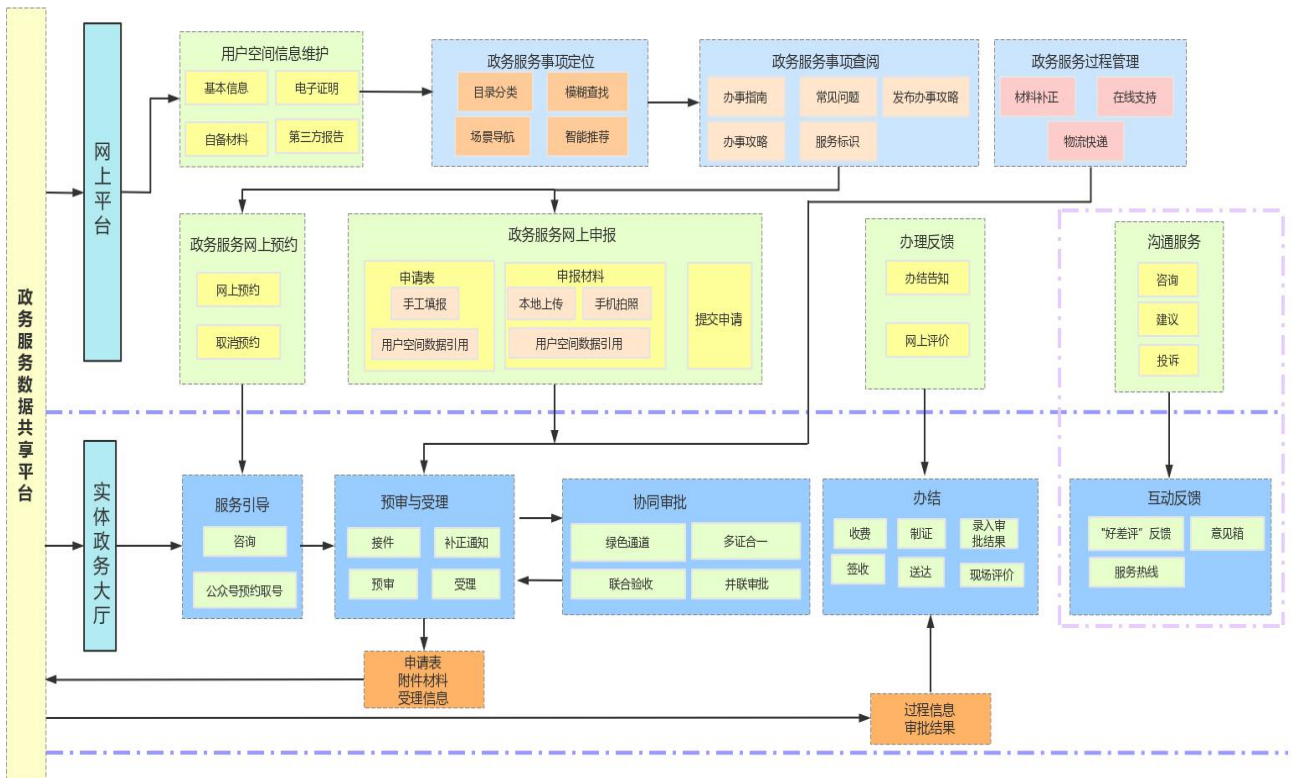 政务服务数据共享平台
网上平台
用户空间信息维护
基本信息
电子证明
自备材料
第三方报告
政务服务事项定位
目录分类
模糊查找
场景导航
智能推荐
政务服务事项查阅
办事指南
常见问题
发布办事攻略
办事攻略
服务标识
政务服务过程管理
材料补正
在线支持
物流快递
政务服务网上预约
网上预约
取消预约
政务服务网上申报
申请表
手工填报
用户空间数据引用
申报材料
本地上传
手机拍照
用户空间数据引用
提交申请
办理反馈
办结告知
网上评价
沟通服务
咨询
建议
投诉
实体政务大厅
服务引导
咨询
公众号预约取号
预审与受理
接件
补正通知
预审
受理
协同审批
绿色通道
多证合一
联合验收
并联审批
办结
收费
制证
录入审
批结果
签收
送达
现场评价
互动反馈
“好差评”反馈
意见箱
服务热线
申请表
附件材料
受理信息
过程信息
审批结果